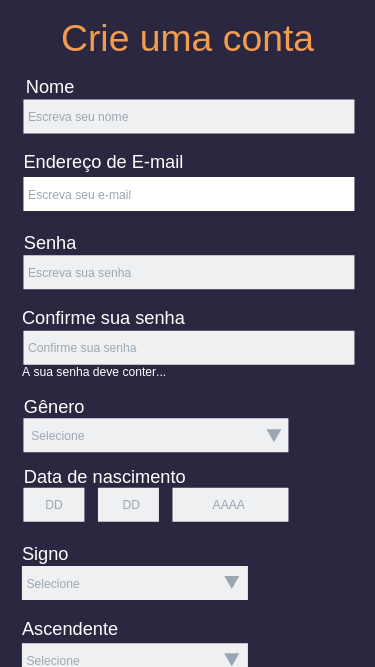 Crie uma conta
Nome
Escreva seu nome
Endereço de E-mail
Escreva seu e-mail
Senha
Escreva sua senha
Confirme sua senha
Confirme sua senha
A sua senha deve conter...
Gênero
Selecione
Data de nascimento
DD DD AAAA
Signo
Selecione
Ascendente
Selecione